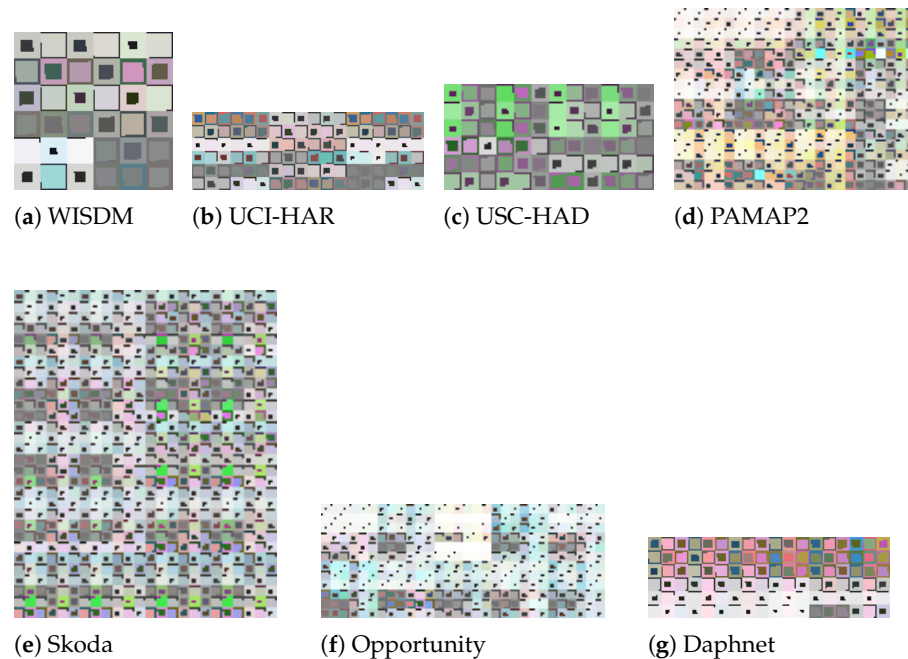 (a) WISDM
(b) UCI-HAR
(c) USC-HAD
(d) PAMAP2
(e) Skoda
(f) Opportunity
(g) Daphnet